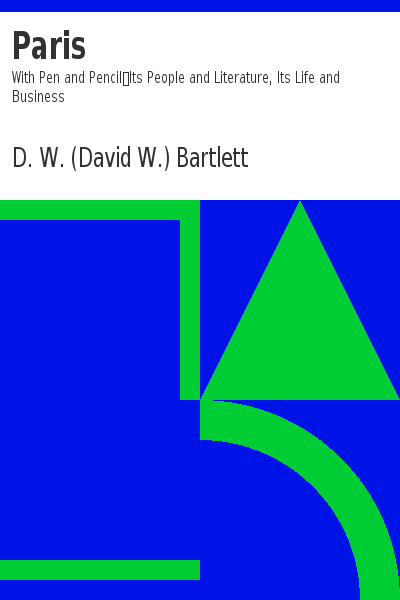 Paris
With Pen and Pencil▯Its People and Literature, Its Life and
Business
D. W. (David W.) Bartlett